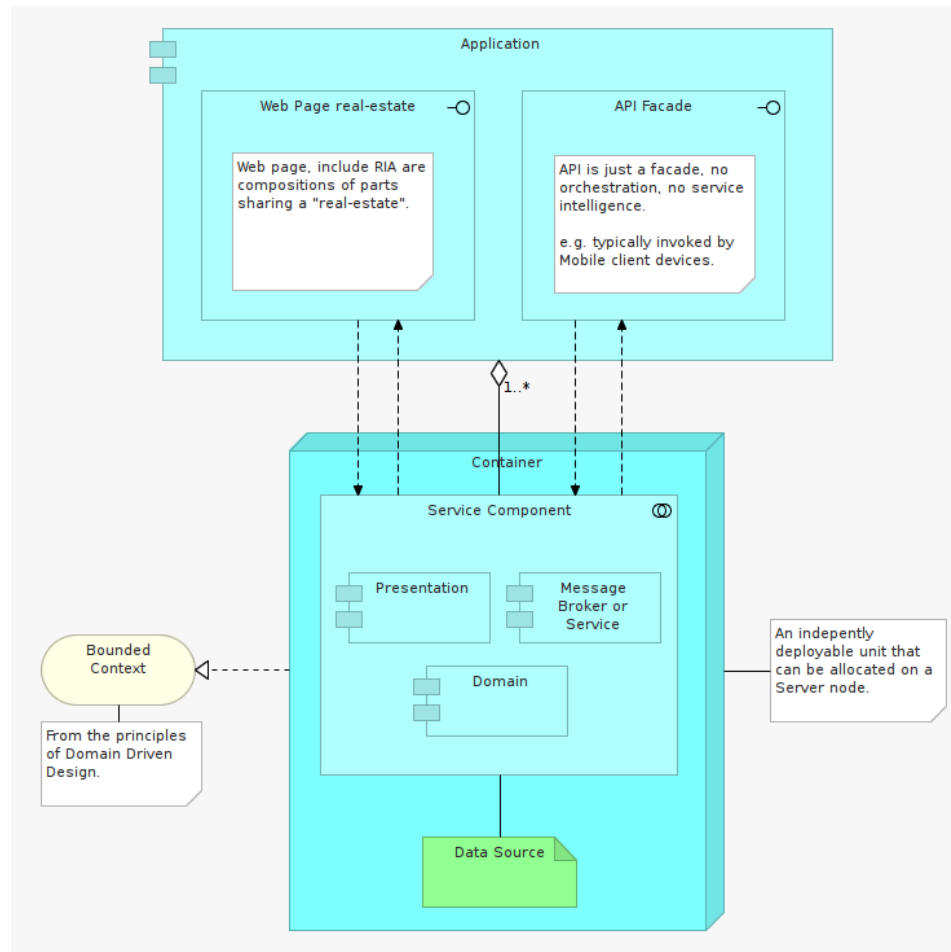 Application
Web Page real-estate
API Facade
Web page, include RIA are
compositions of parts
sharing a "real-estate".
API is just a facade, no
orchestration, no service
intelligence.
e.g. typically invoked by
Mobile client devices.
1..*
Container
Service Component
Presentation
Message
Broker or
Service
Domain
Bounded
Context
From the principles
of Domain Driven
Design.
An indepently
deployable unit that
can be allocated on a
Server node.
Data Source